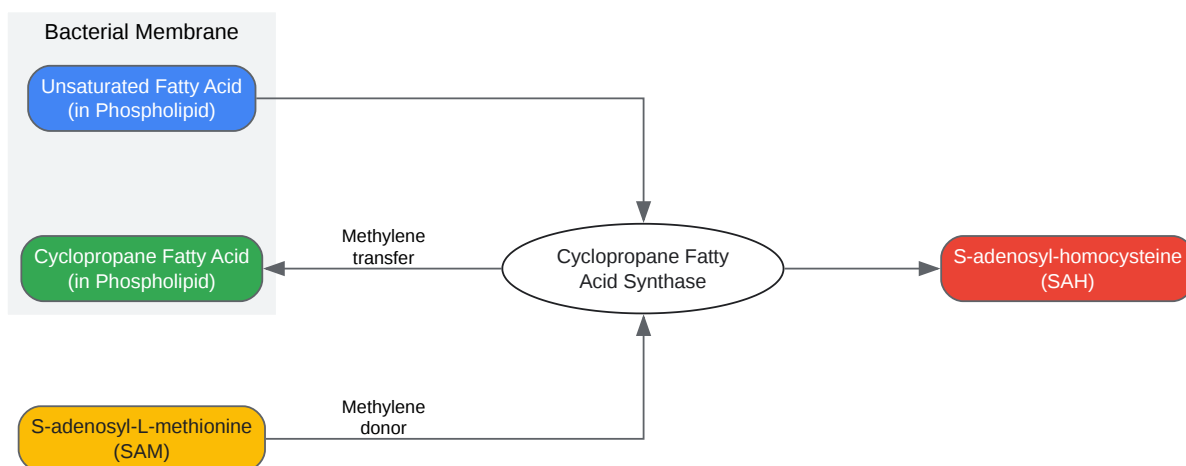 Bacterial Membrane
Unsaturated Fatty Acid
(in Phospholipid)
Cyclopropane Fatty Acid
(in Phospholipid)
Methylene
transfer
Cyclopropane Fatty
Acid Synthase
S-adenosyl-homocysteine
(SAH)
S-adenosyl-L-methionine
(SAM)
Methylene
donor